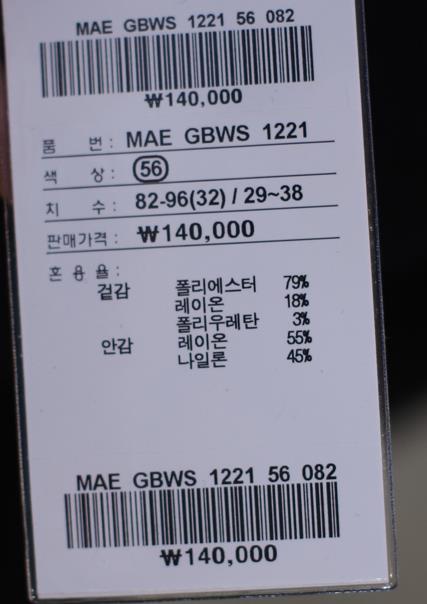 MAE GBWS 1221 56 082
₩140,000
품 번 : MAE GBWS 1221
색 상 : 56
치 수 : 82-96(32) / 29~38
판매가격 : ₩140,000
혼 용 율 :
겉감 폴리에스터 79%
레이온 18%
폴리우레탄 3%
안감 레이온 55%
나일론 45%
MAE GBWS 1221 56 082
₩140,000